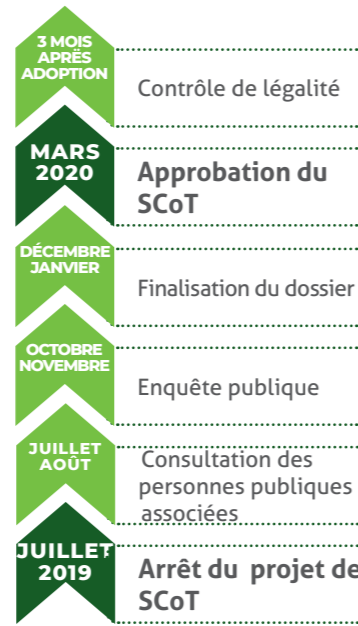 3 MOIS
APRÈS
ADOPTION
Contrôle de légalité
MARS
2020
Approbation du
SCoT
DÉCEMBRE
JANVIER
Finalisation du dossier
OCTOBRE
NOVEMBRE
Enquête publique
JUILLET
AOÛT
Consultation des
personnes publiques
associées
JUILLET
2019
Arrêt du projet de
SCoT